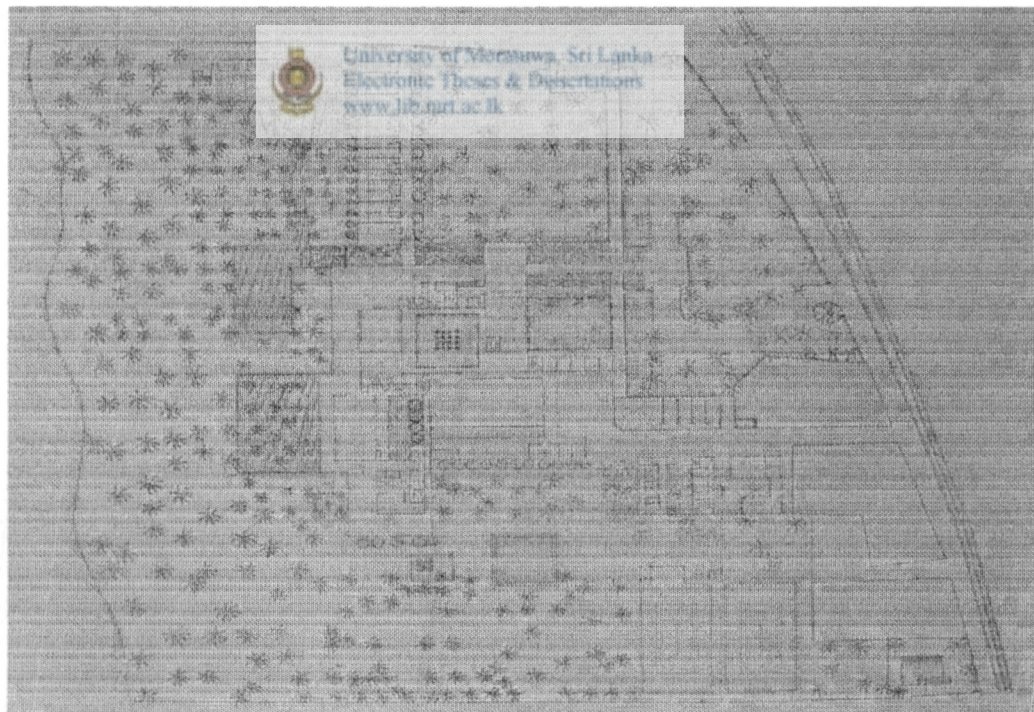 University of Moratuwa, Sri Lanka.
Electronic Theses & Dissertations
www.lib.mrt.ac.lk